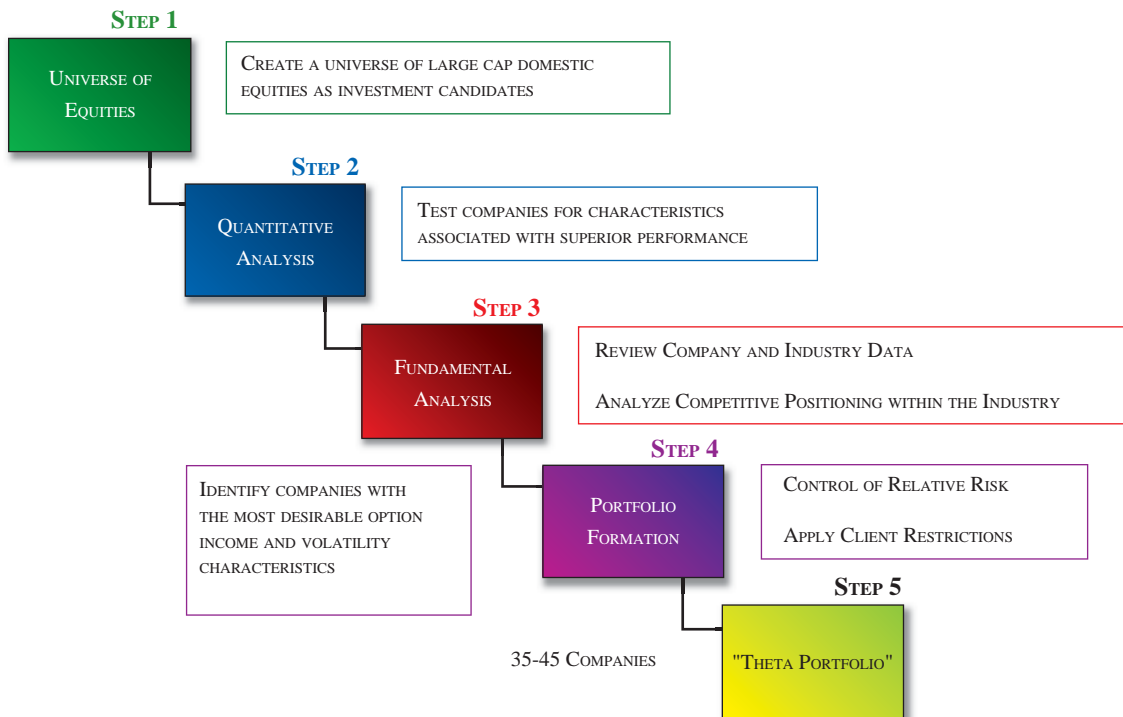 Step 1
Universe of
Equities
Create a universe of large cap domestic
equities as investment candidates
Step 2
Quantitative
Analysis
Test companies for characteristics
associated with superior performance
Step 3
Fundamental
Analysis
Review Company and Industry Data
Analyze Competitive Positioning within the Industry
Step 4
Identify companies with
the most desirable option
income and volatility
characteristics
Portfolio
Formation
Control of Relative Risk
Apply Client Restrictions
Step 5
35-45 Companies
"Theta Portfolio"